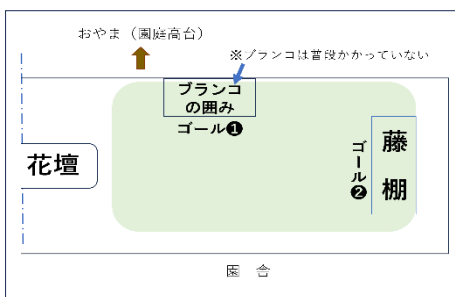 おやま（園庭高台）
※ブランコは普段かかっていない
ブランコ
の囲み
ゴール❶
花壇
ゴール❷
藤棚
園舎